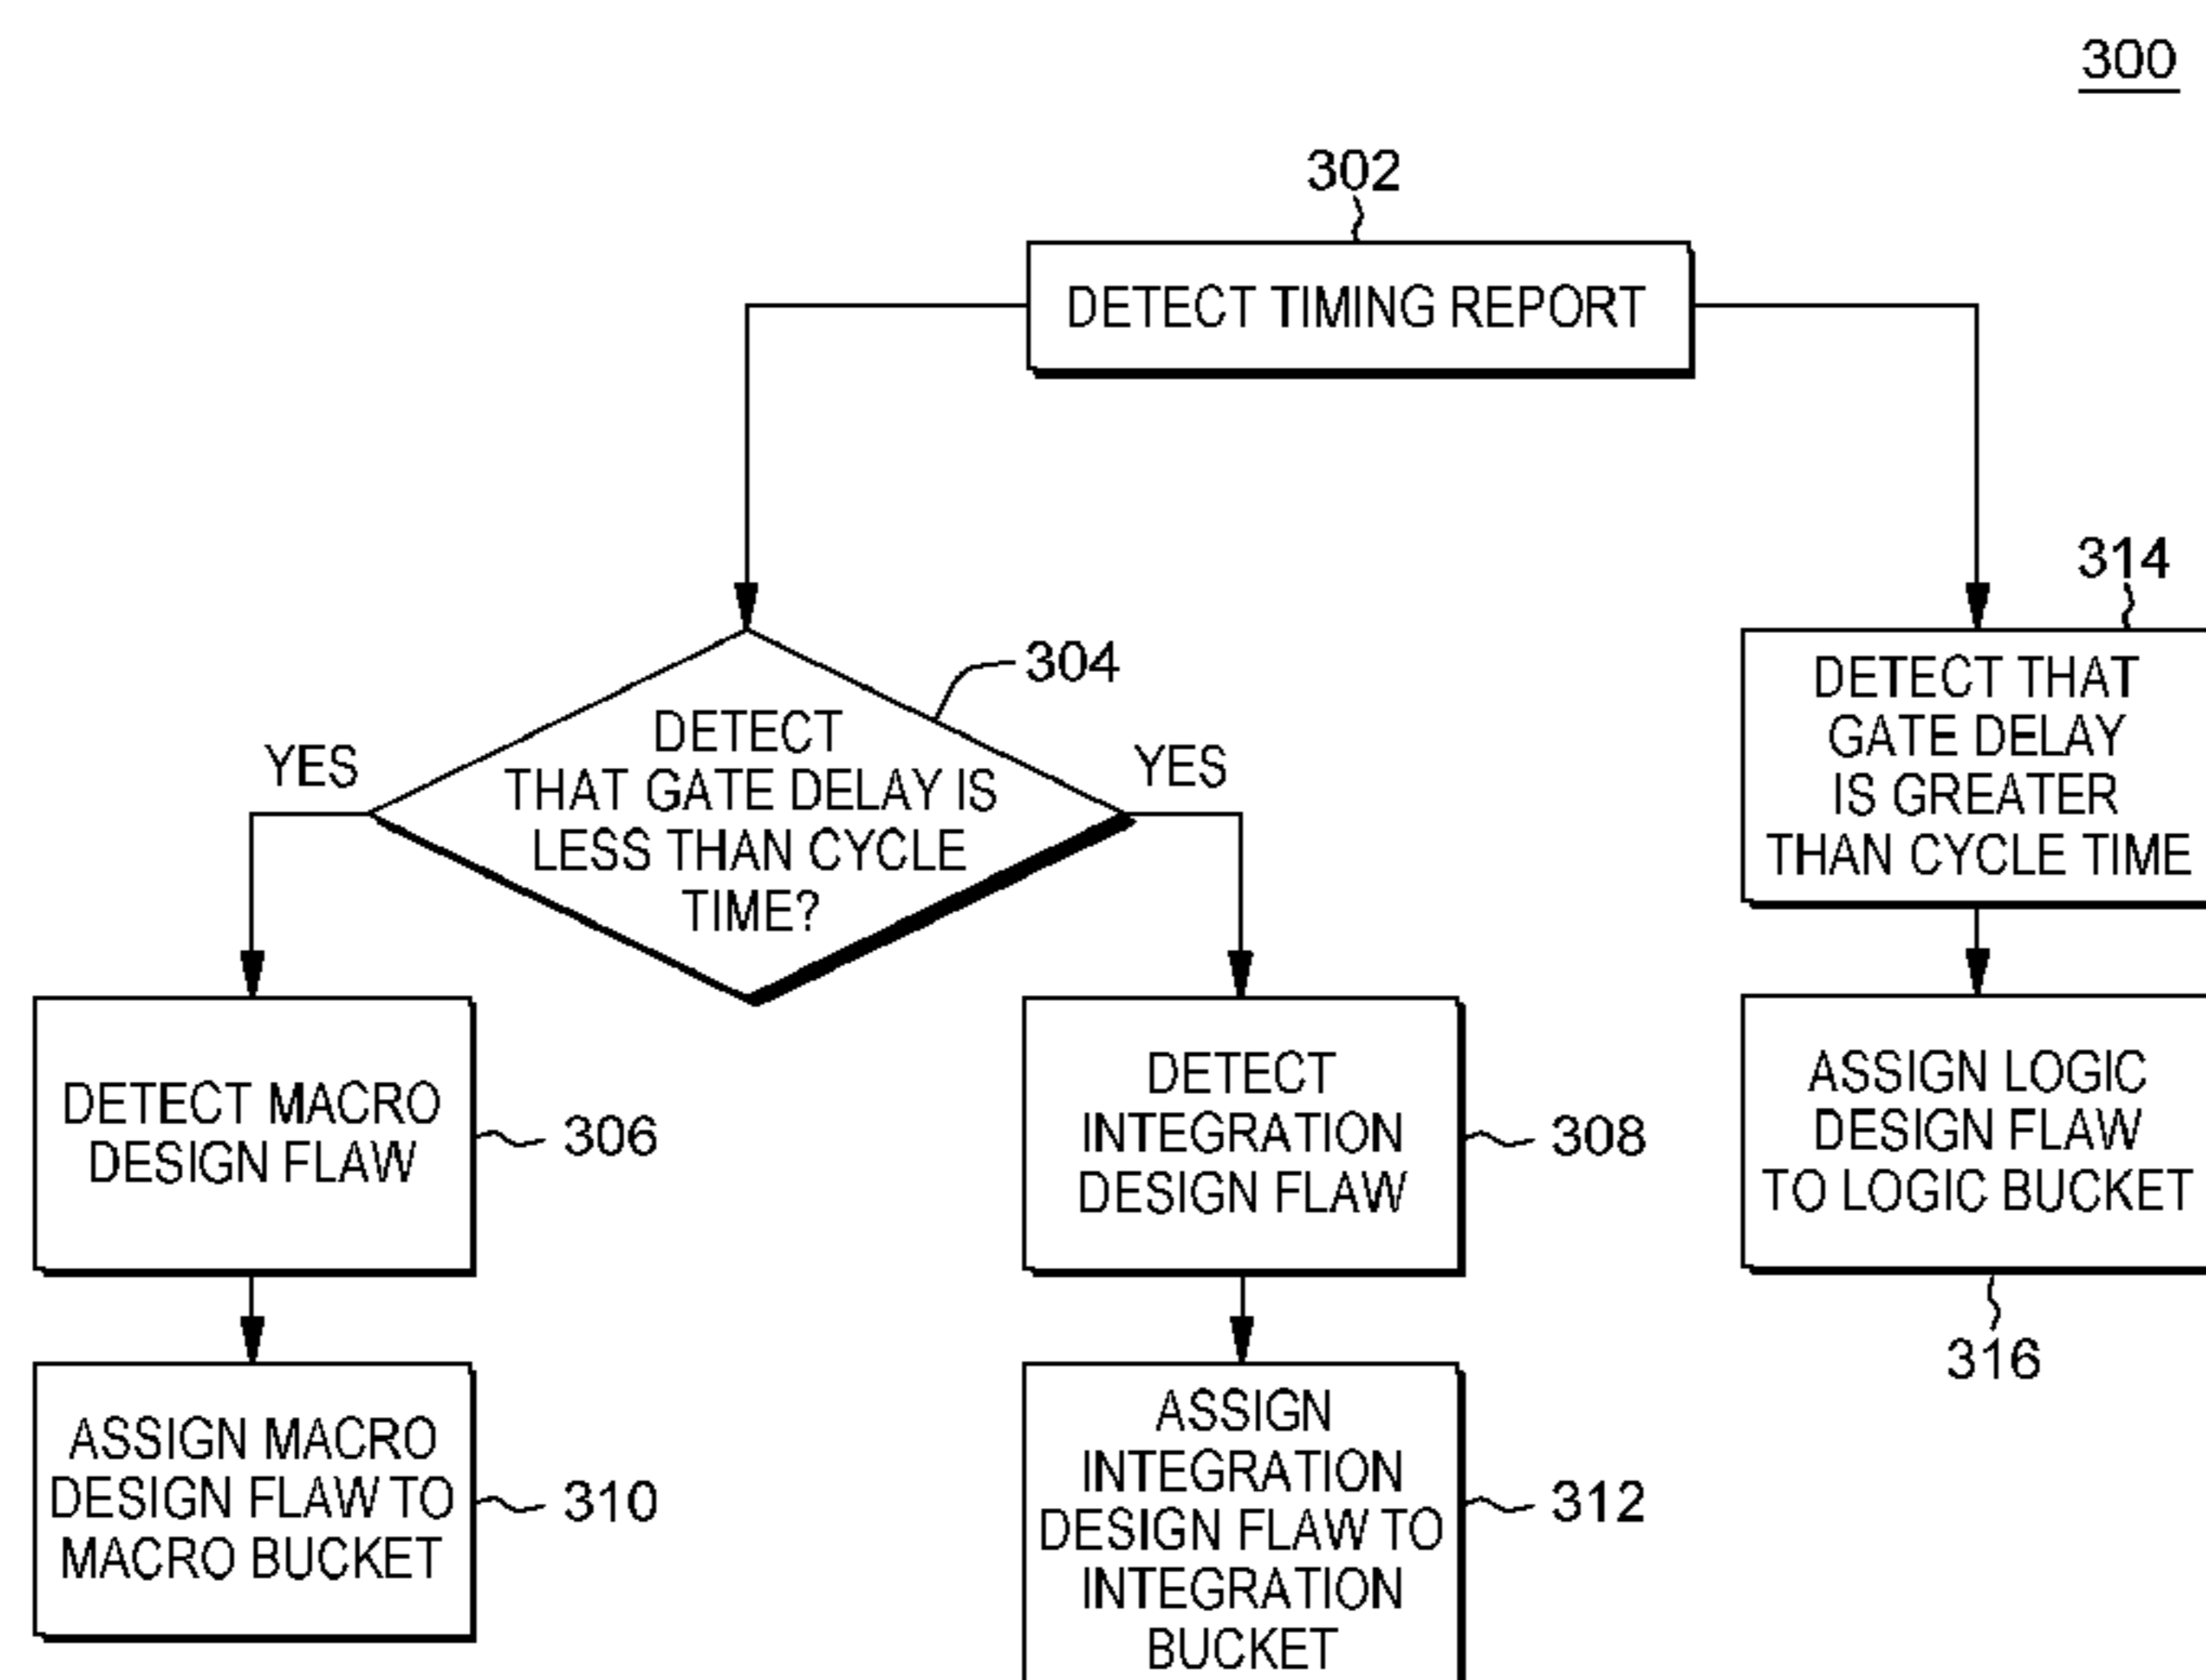 300
302
DETECT TIMING REPORT
304
DETECT
THAT GATE DELAY IS
LESS THAN CYCLE
TIME?
YES
YES
314
DETECT THAT
GATE DELAY
IS GREATER
THAN CYCLE TIME
DETECT MACRO
DESIGN FLAW
306
DETECT
INTEGRATION
DESIGN FLAW
308
ASSIGN LOGIC
DESIGN FLAW
TO LOGIC BUCKET
316
ASSIGN MACRO
DESIGN FLAW TO
MACRO BUCKET
310
ASSIGN
INTEGRATION
DESIGN FLAW TO
INTEGRATION
BUCKET
312